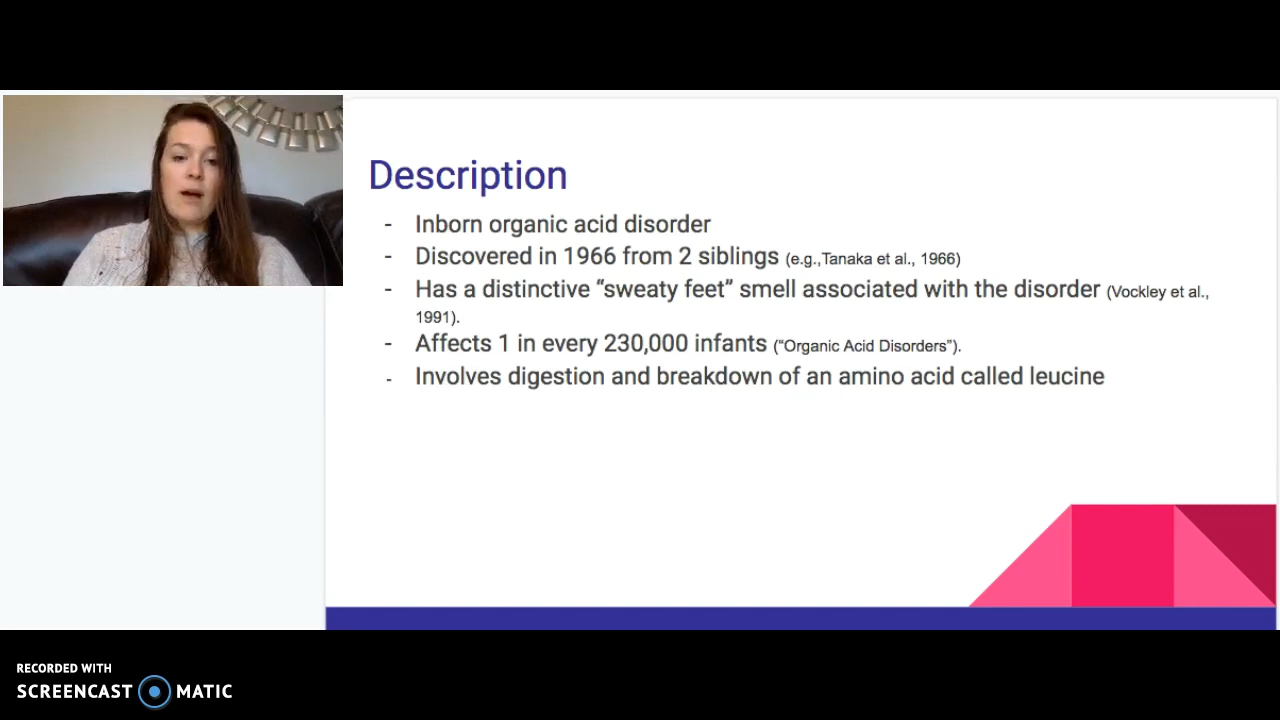 Description
- Inborn organic acid disorder
- Discovered in 1966 from 2 siblings (e.g.,Tanaka et al., 1966)
- Has a distinctive “sweaty feet” smell associated with the disorder (Vockley et al.,
1991).
- Affects 1 in every 230,000 infants (“Organic Acid Disorders”).
- Involves digestion and breakdown of an amino acid called leucine
RECORDED WITH
SCREENCAST MATIC